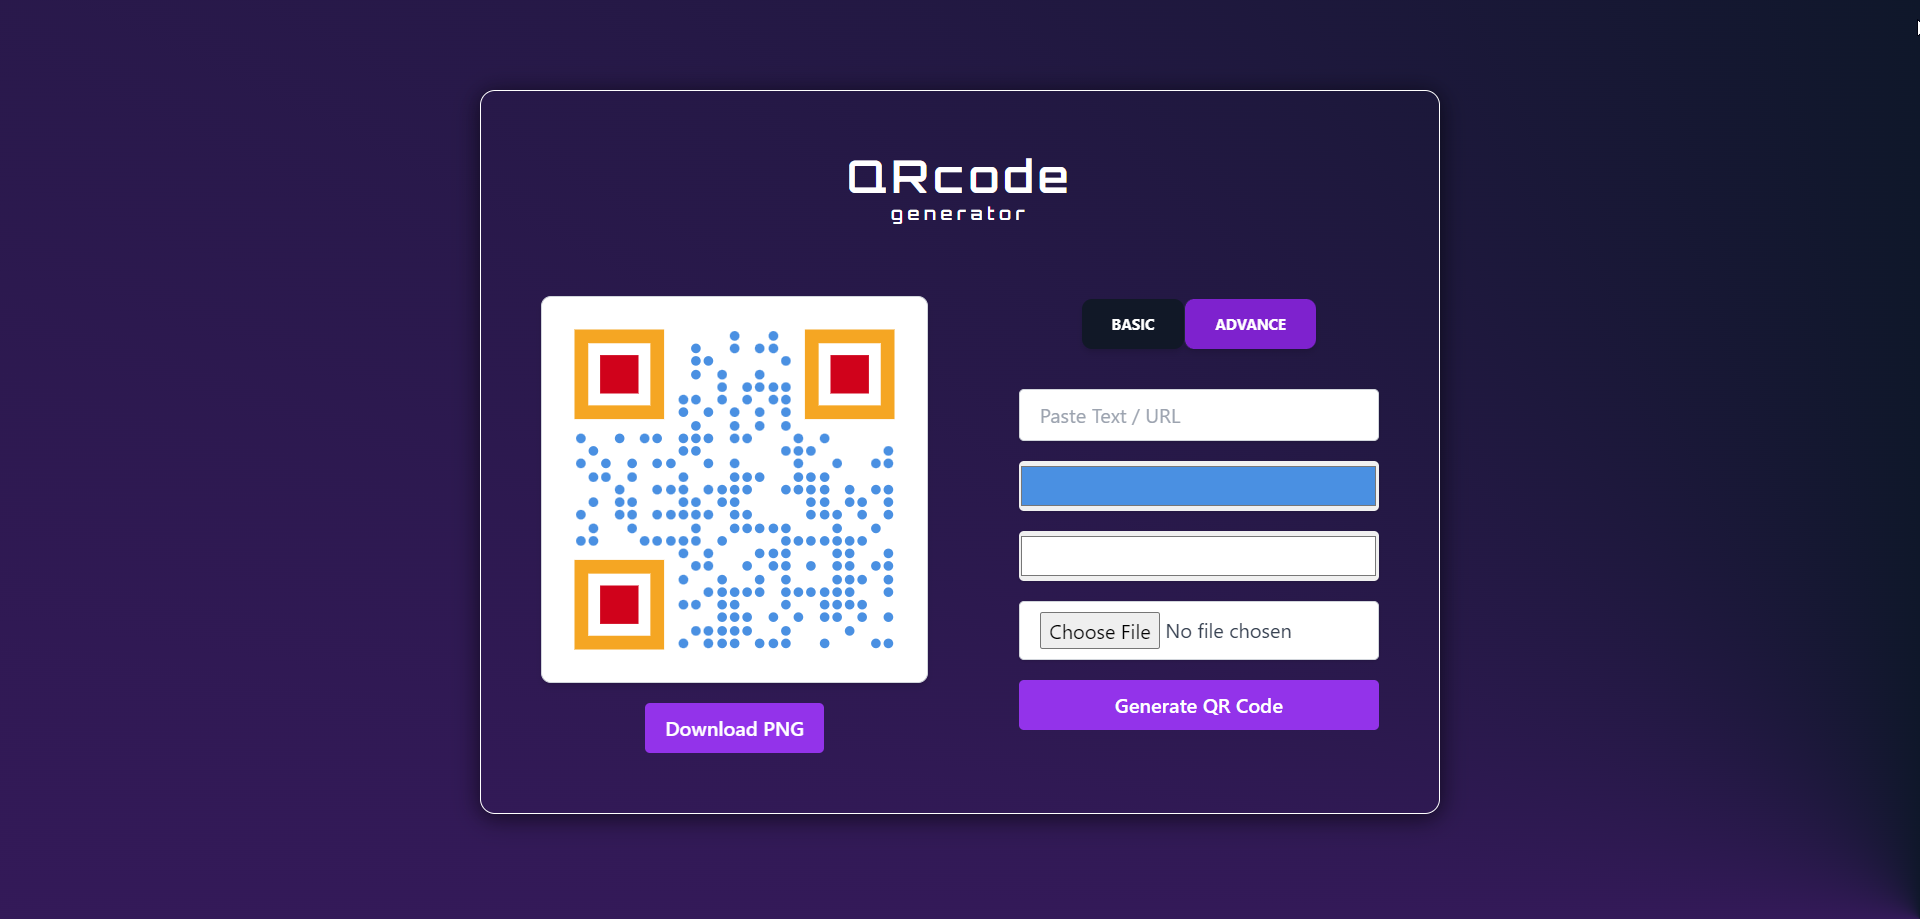 QRcode
generator
BASIC
ADVANCE
Paste Text / URL
Choose File No file chosen
Generate QR Code
Download PNG